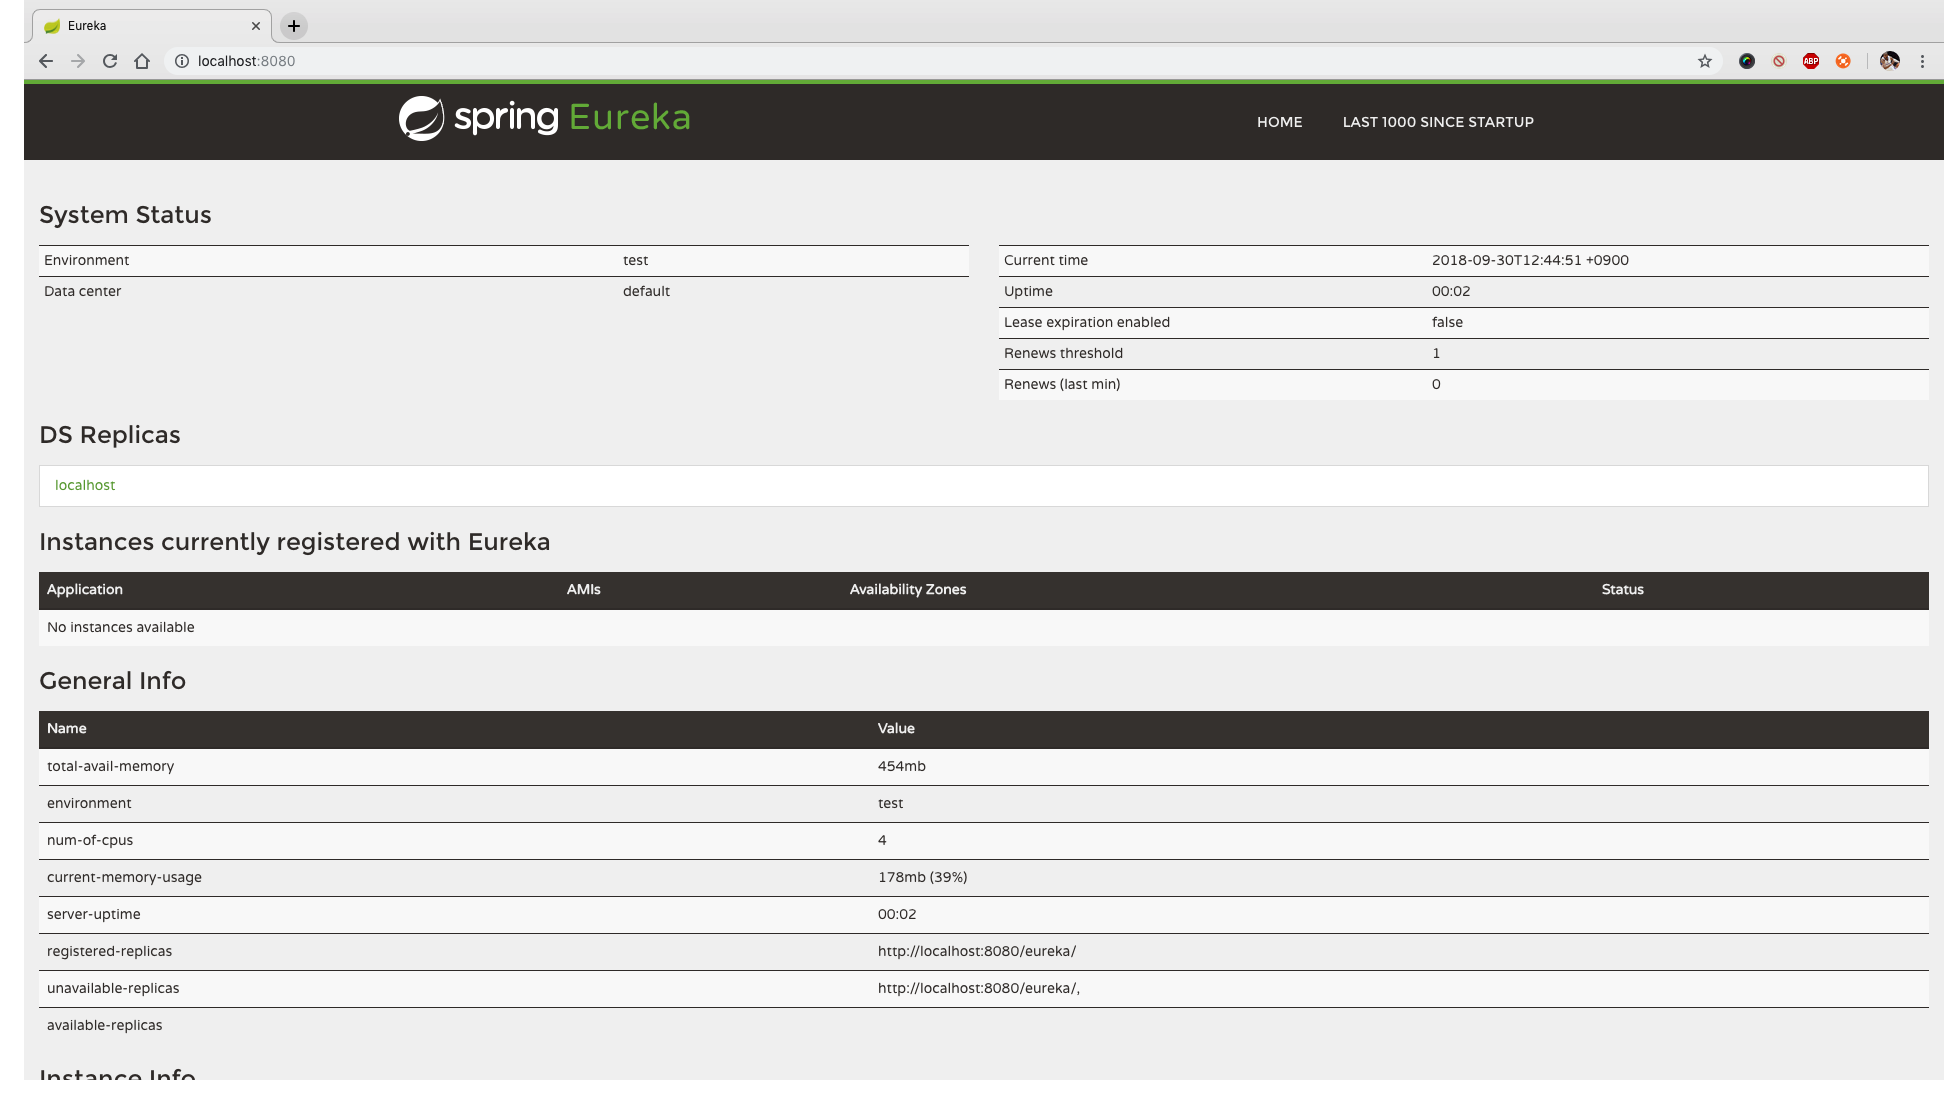 Eureka
localhost:8080
ABP
spring Eureka
HOME LAST 1000 SINCE STARTUP
System Status
Environment test
Data center default
Current time 2018-09-30T12:44:51 +0900
Uptime 00:02
Lease expiration enabled false
Renews threshold 1
Renews (last min) 0
DS Replicas
localhost
Instances currently registered with Eureka
Application AMIs Availability Zones Status
No instances available
General Info
Name Value
total-avail-memory 454mb
environment test
num-of-cpus 4
current-memory-usage 178mb (39%)
server-uptime 00:02
registered-replicas http://localhost:8080/eureka/
unavailable-replicas http://localhost:8080/eureka/,
available-replicas
Instance Info